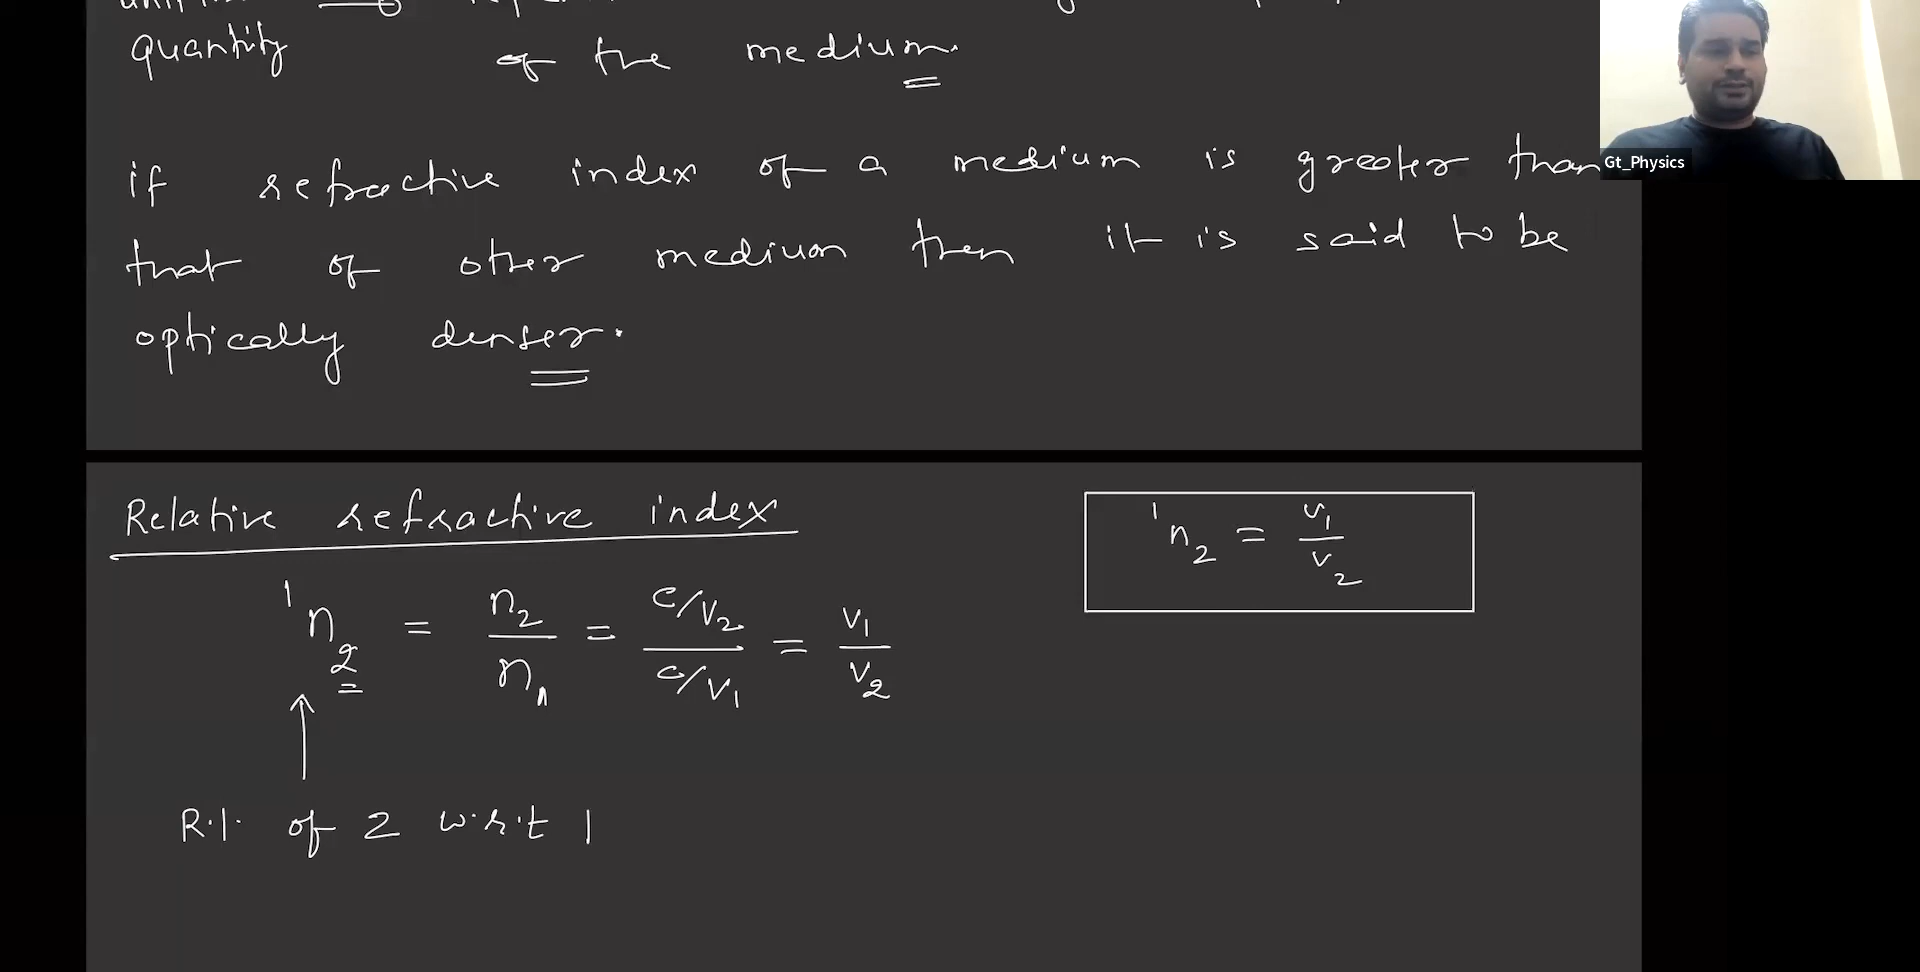 quantity of the medium.
if refractive index of a medium is greater than
that of other medium then it is said to be
optically denser.
Gt_Physics
Relative refractive index
¹n₂ = n₂/n₁ = (c/v₂)/(c/v₁) = v₁/v₂
¹n₂ = v₁/v₂
R.I. of 2 w.r.t 1